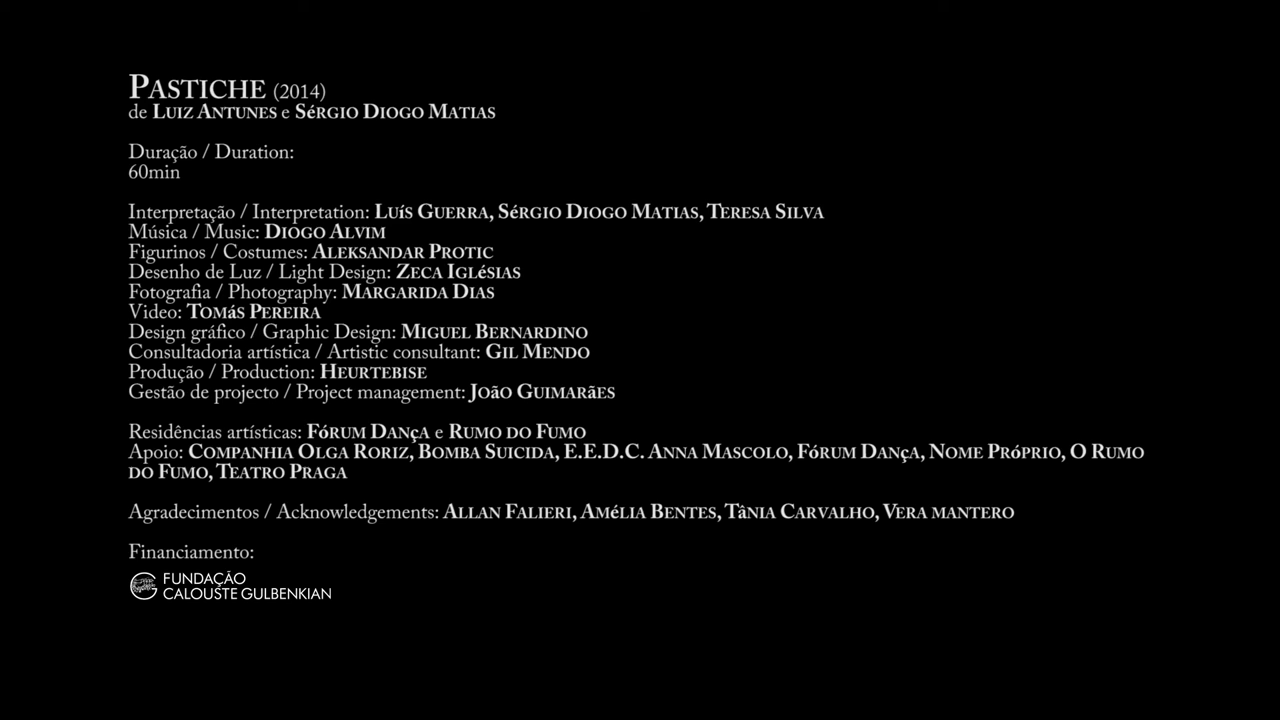 PASTICHE (2014)
de LUIZ ANTUNES e SéRGIO DIOGO MATIAS
Duração / Duration:
60min
Interpretação / Interpretation: LUíS GUERRA, SéRGIO DIOGO MATIAS, TERESA SILVA
Música / Music: DIOGO ALVIM
Figurinos / Costumes: ALEKSANDAR PROTIC
Desenho de Luz / Light Design: ZECA IGLéSIAS
Fotografia / Photography: MARGARIDA DIAS
Video: TOMáS PEREIRA
Design gráfico / Graphic Design: MIGUEL BERNARDINO
Consultadoria artística / Artistic consultant: GIL MENDO
Produção / Production: HEURTEBISE
Gestão de projecto / Project management: JOãO GUIMARãES
Residências artísticas: FóRUM DANçA e RUMO DO FUMO
Apoio: COMPANHIA OLGA RORIZ, BOMBA SUICIDA, E.E.D.C. ANNA MASCOLO, FóRUM DANçA, NOME PRóPRIO, O RUMO
DO FUMO, TEATRO PRAGA
Agradecimentos / Acknowledgements: ALLAN FALIERI, AMéLIA BENTES, TâNIA CARVALHO, VERA MANTERO
Financiamento:
FUNDAÇÃO
CALOUSTE GULBENKIAN